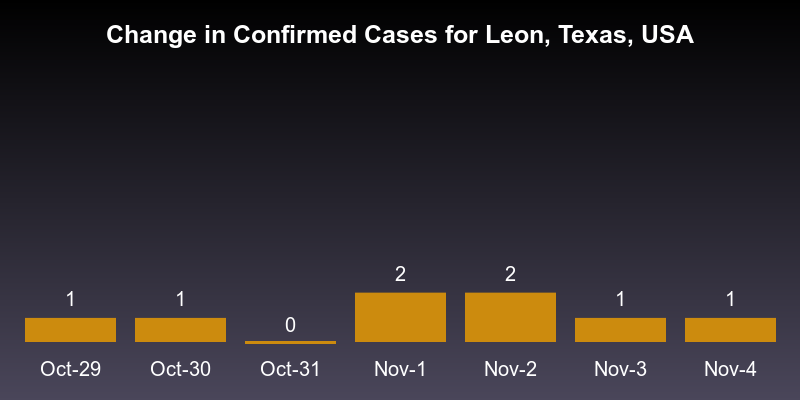 Change in Confirmed Cases for Leon, Texas, USA
1 1 0 2 2 1 1
Oct-29 Oct-30 Oct-31 Nov-1 Nov-2 Nov-3 Nov-4